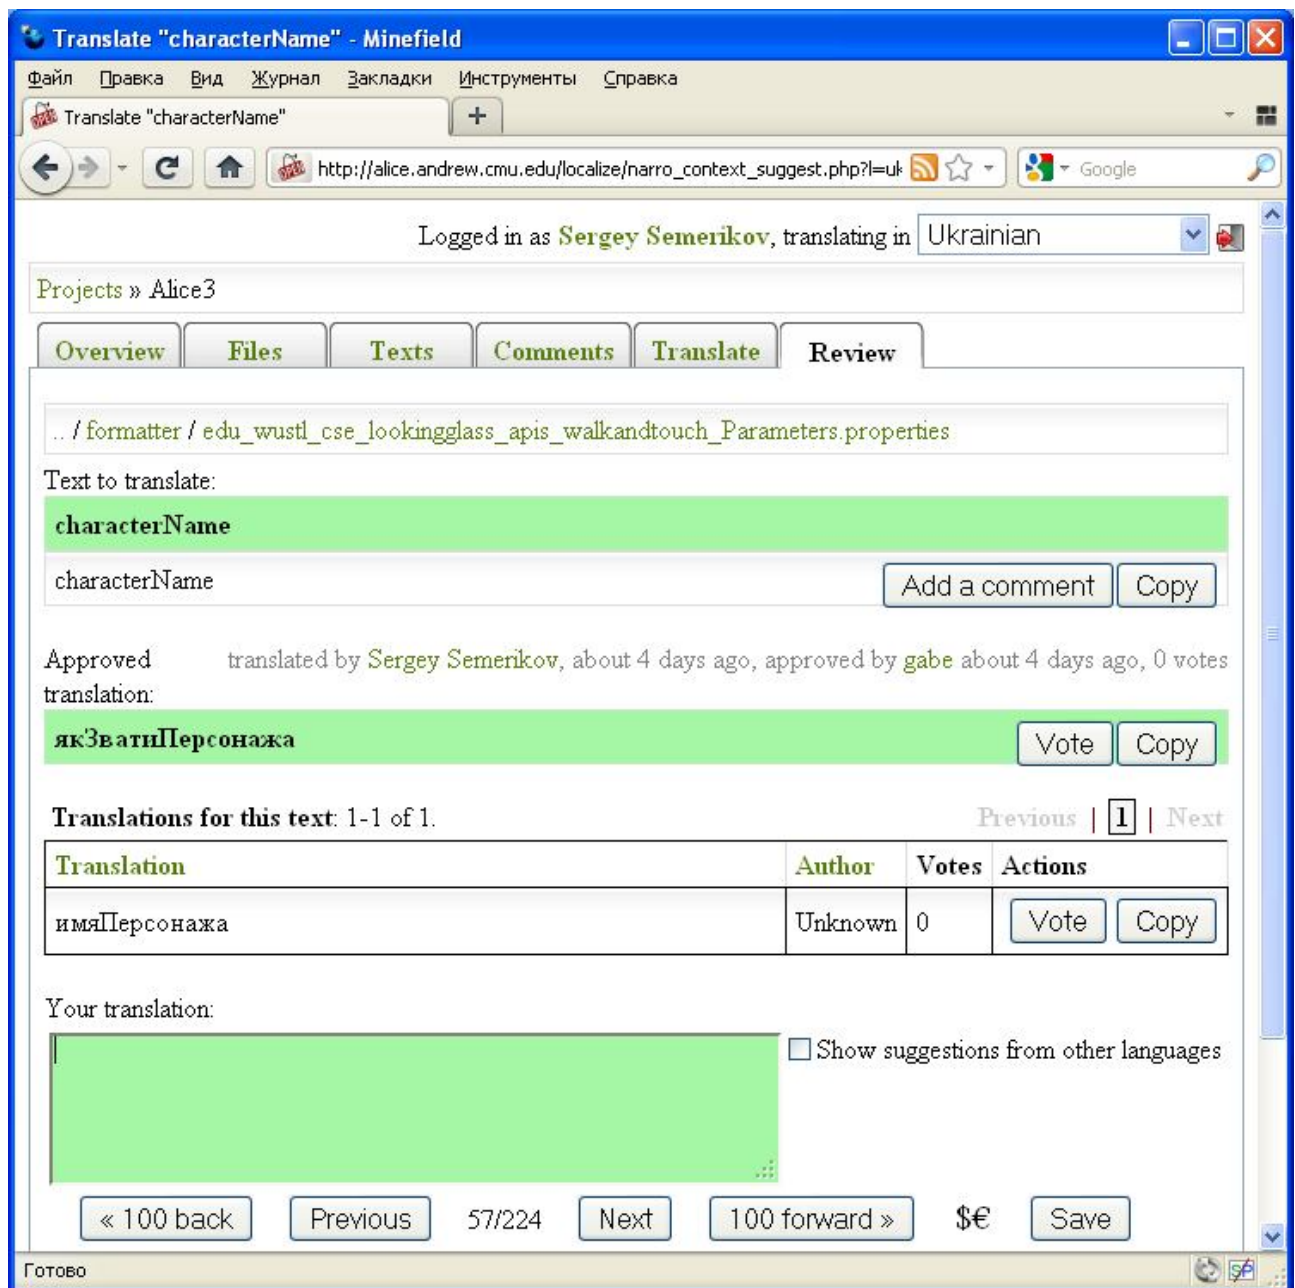 Translate "characterName" - Minefield
Файл Правка Вид Журнал Закладки Инструменты Справка
Translate "characterName"
http://alice.andrew.cmu.edu/localize/narro_context_suggest.php?l=uk Google
Logged in as Sergey Semerikov, translating in Ukrainian
Projects » Alice3
Overview Files Texts Comments Translate Review
.. / formatter / edu_wustl_cse_lookingglass_apis_walkandtouch_Parameters.properties
Text to translate:
characterName
characterName Add a comment Copy
Approved translated by Sergey Semerikov, about 4 days ago, approved by gabe about 4 days ago, 0 votes
translation:
якЗватиПерсонажа Vote Copy
Translations for this text: 1-1 of 1. Previous | 1 | Next
Translation Author Votes Actions
имяПерсонажа Unknown 0 Vote Copy
Your translation:
Show suggestions from other languages
« 100 back Previous 57/224 Next 100 forward » $€ Save
Готово